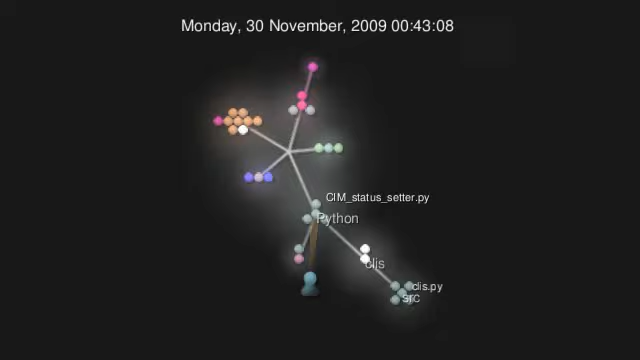 Monday, 30 November, 2009 00:43:08
CIM_status_setter.py
Python
clis
clis.py
src